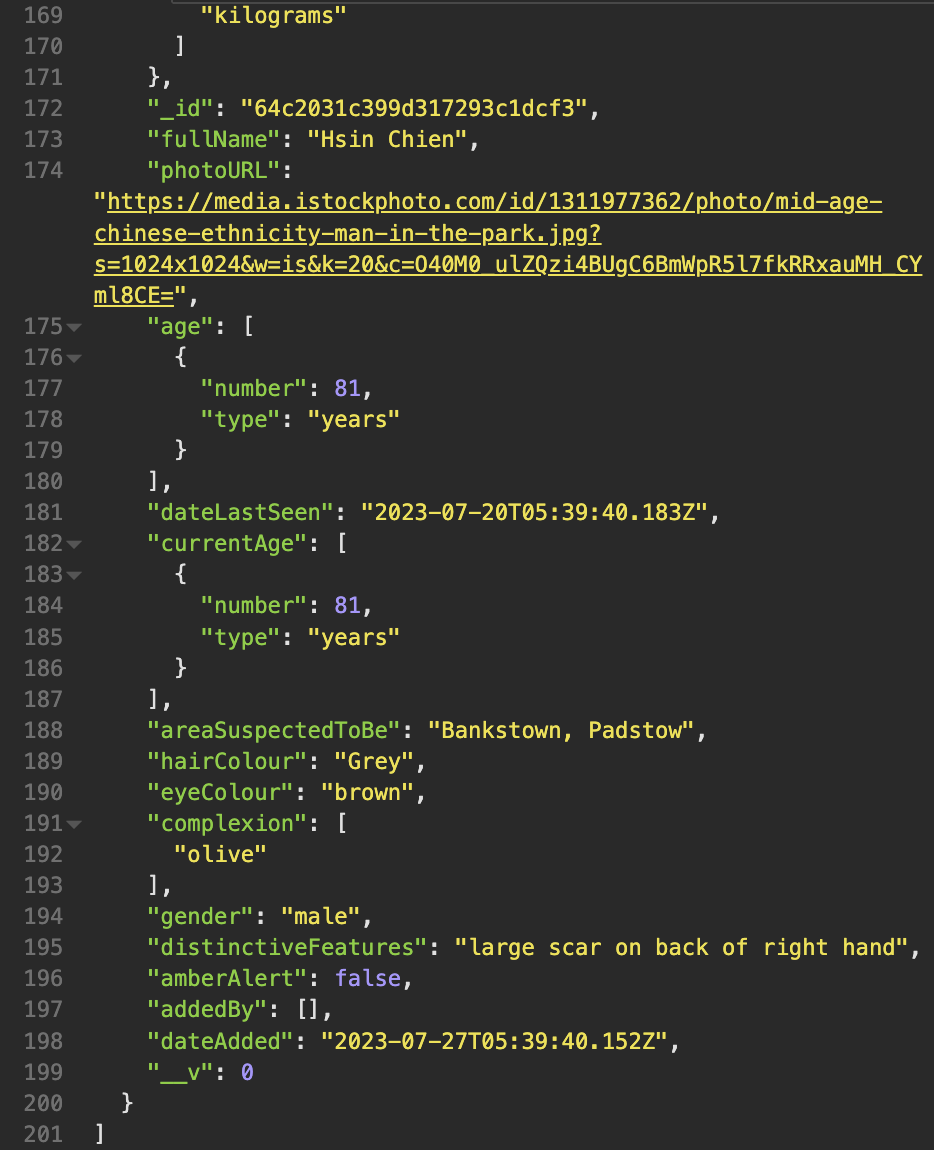 169 "kilograms"
170 ]
171 },
172 "_id": "64c2031c399d317293c1dcf3",
173 "fullName": "Hsin Chien",
174 "photoURL":
"https://media.istockphoto.com/id/1311977362/photo/mid-age-
chinese-ethnicity-man-in-the-park.jpg?
s=1024x1024&w=is&k=20&c=O40M0_ulZQzi4BUgC6BmWpR5l7fkRRxauMH_CY
ml8CE=",
175 "age": [
176 {
177 "number": 81,
178 "type": "years"
179 }
180 ],
181 "dateLastSeen": "2023-07-20T05:39:40.183Z",
182 "currentAge": [
183 {
184 "number": 81,
185 "type": "years"
186 }
187 ],
188 "areaSuspectedToBe": "Bankstown, Padstow",
189 "hairColour": "Grey",
190 "eyeColour": "brown",
191 "complexion": [
192 "olive"
193 ],
194 "gender": "male",
195 "distinctiveFeatures": "large scar on back of right hand",
196 "amberAlert": false,
197 "addedBy": [],
198 "dateAdded": "2023-07-27T05:39:40.152Z",
199 "__v": 0
200 }
201 ]